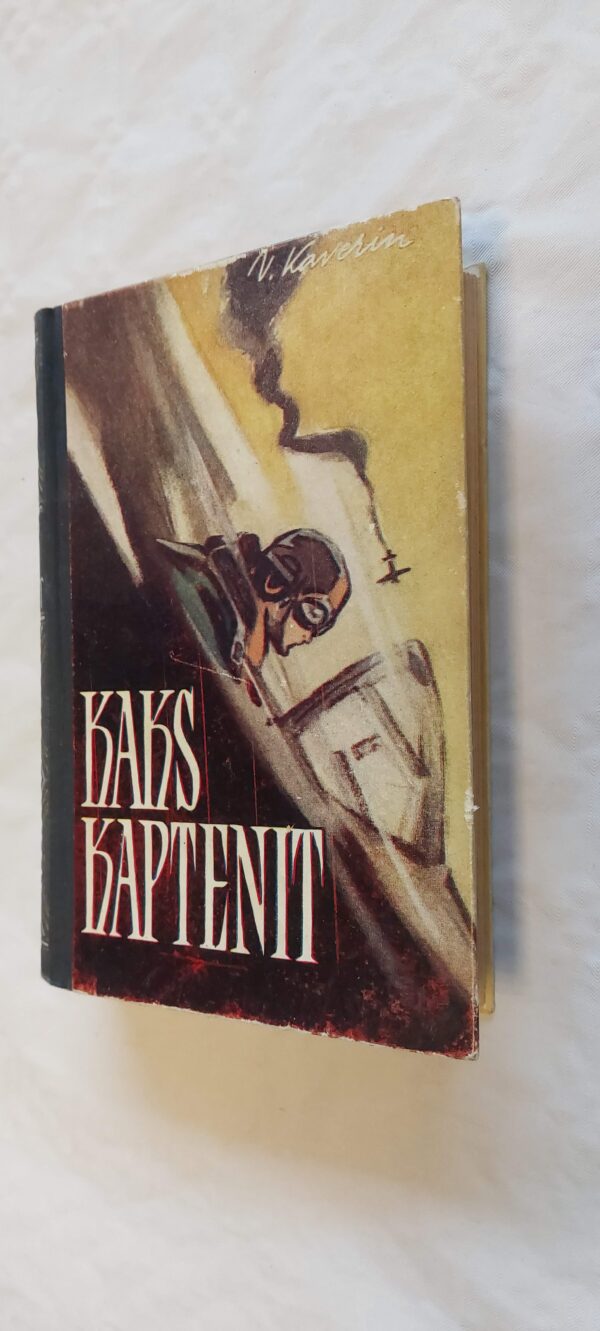 V. Kaverin
KAKS
KAPTENIT